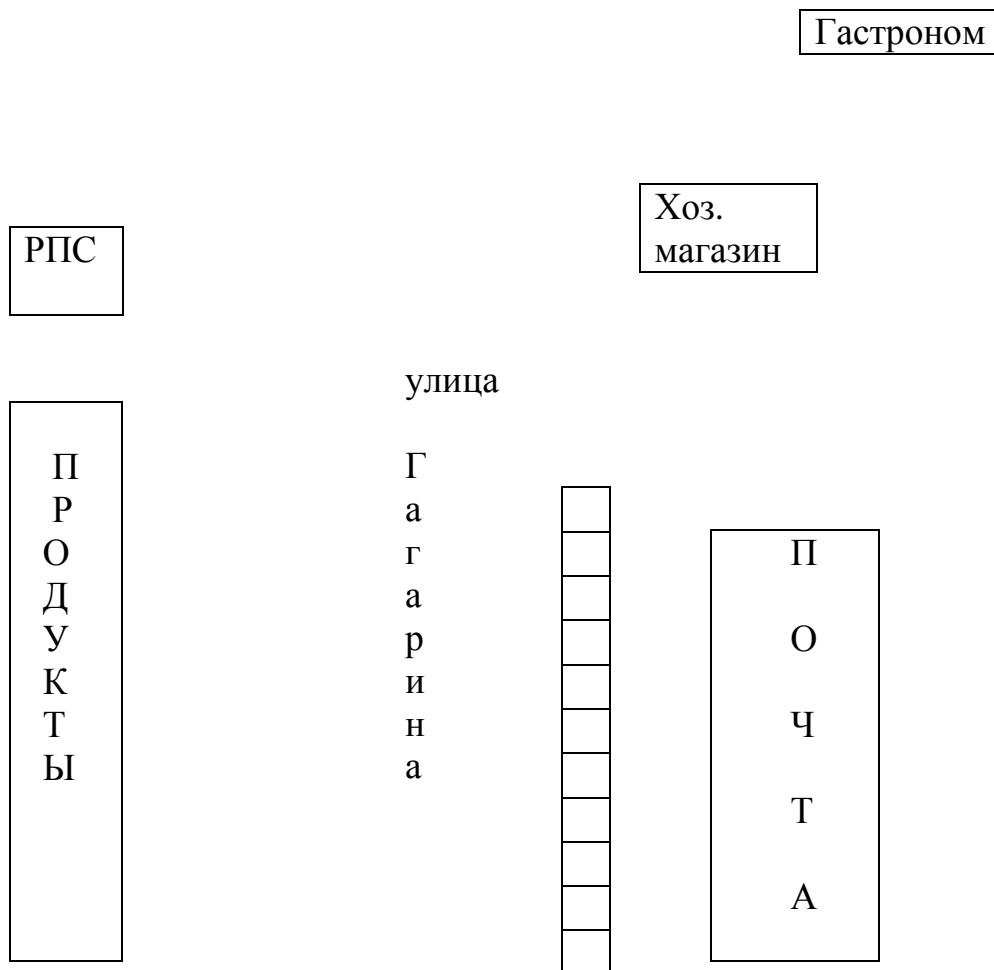 Гастроном
Хоз.
магазин
РПС
улица
Гагарина
ПРОДУКТЫ
ПОЧТА